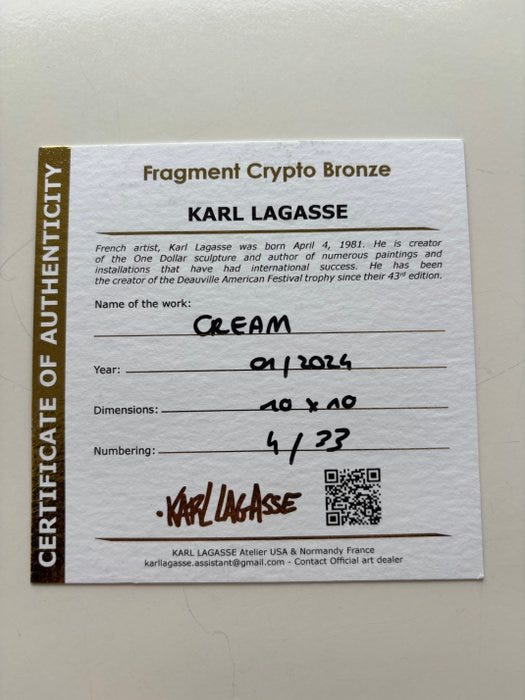 CERTIFICATE OF AUTHENTICITY
Fragment Crypto Bronze
KARL LAGASSE
French artist, Karl Lagasse was born April 4, 1981. He is creator
of the One Dollar sculpture and author of numerous paintings and
installations that have had international success. He has been
the creator of the Deauville American Festival trophy since their 43rd edition.
Name of the work:
CREAM
Year: 01/2024
Dimensions: 10 x 10
Numbering: 4/33
KARL LAGASSE
KARL LAGASSE Atelier USA & Normandy France
karllagasse.assistant@gmail.com - Contact Official art dealer